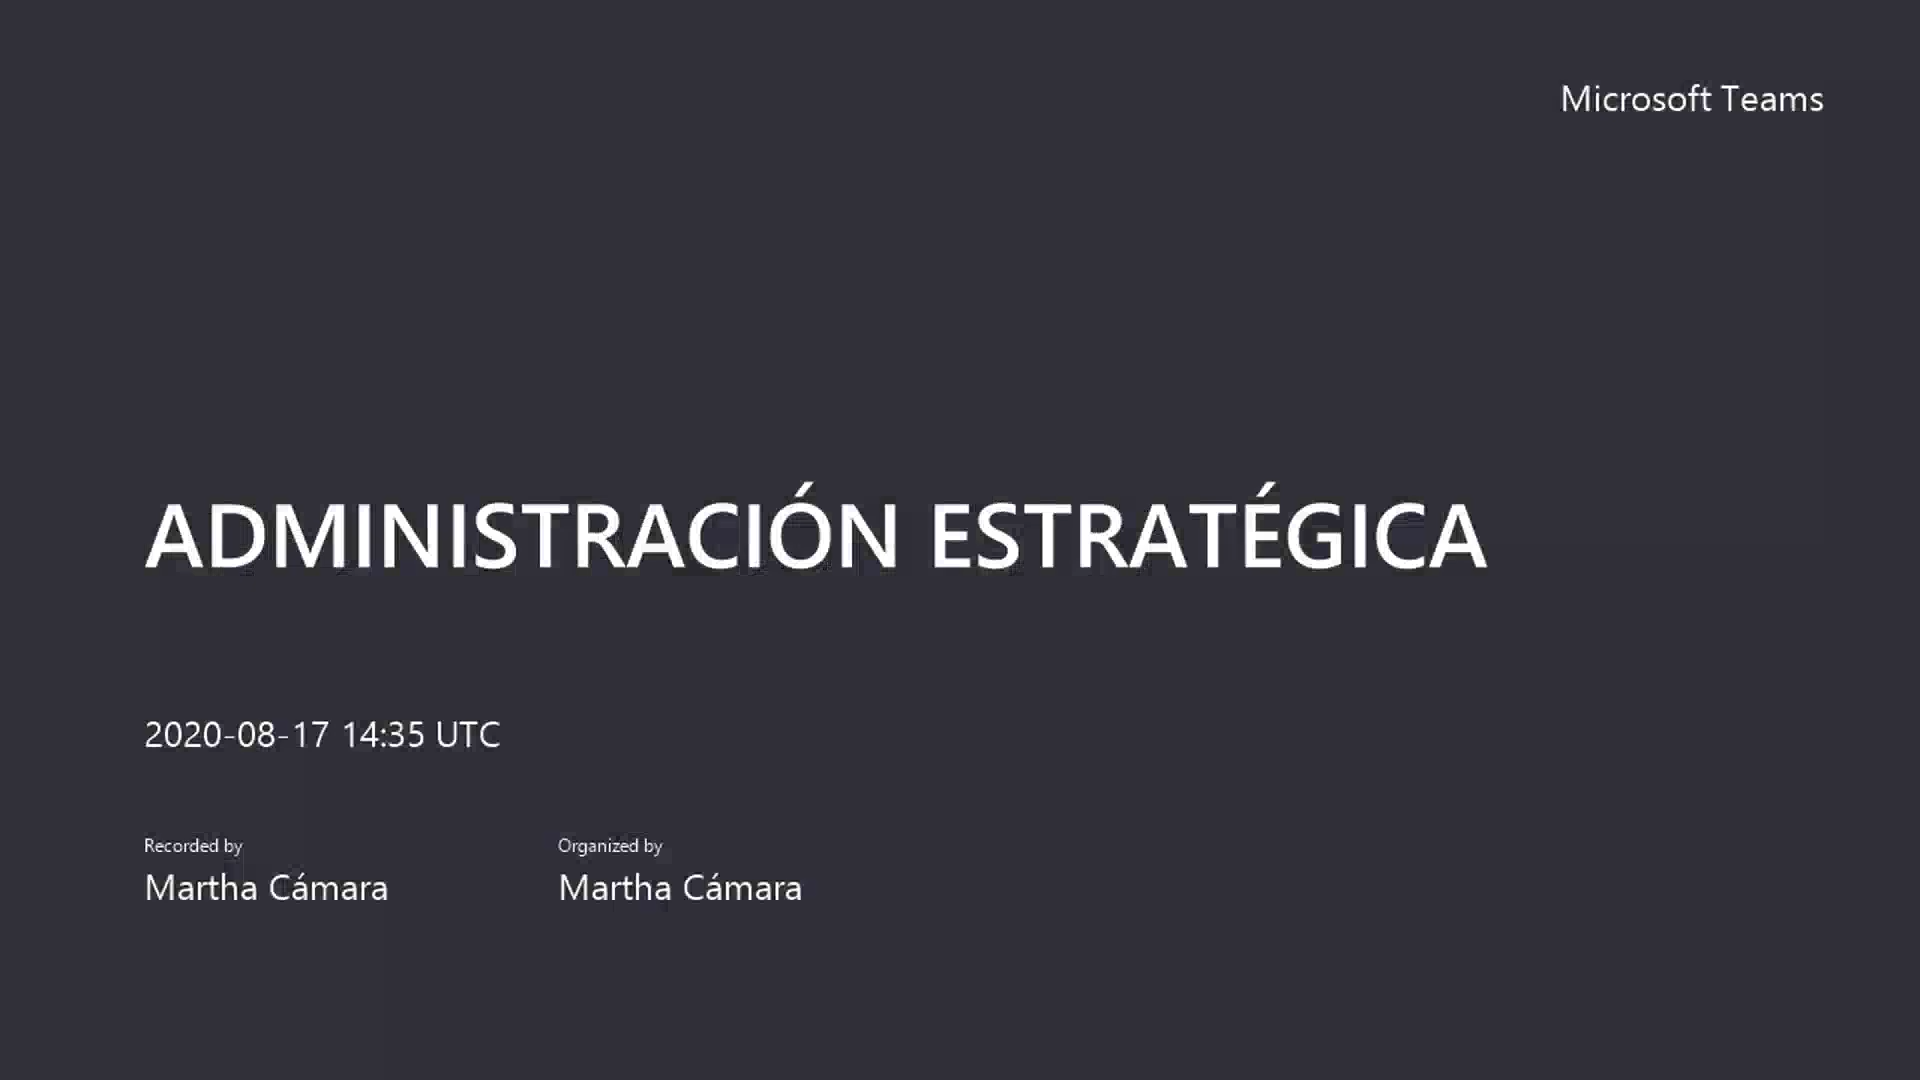 Microsoft Teams
ADMINISTRACIÓN ESTRATÉGICA
2020-08-17 14:35 UTC
Recorded by
Martha Cámara
Organized by
Martha Cámara